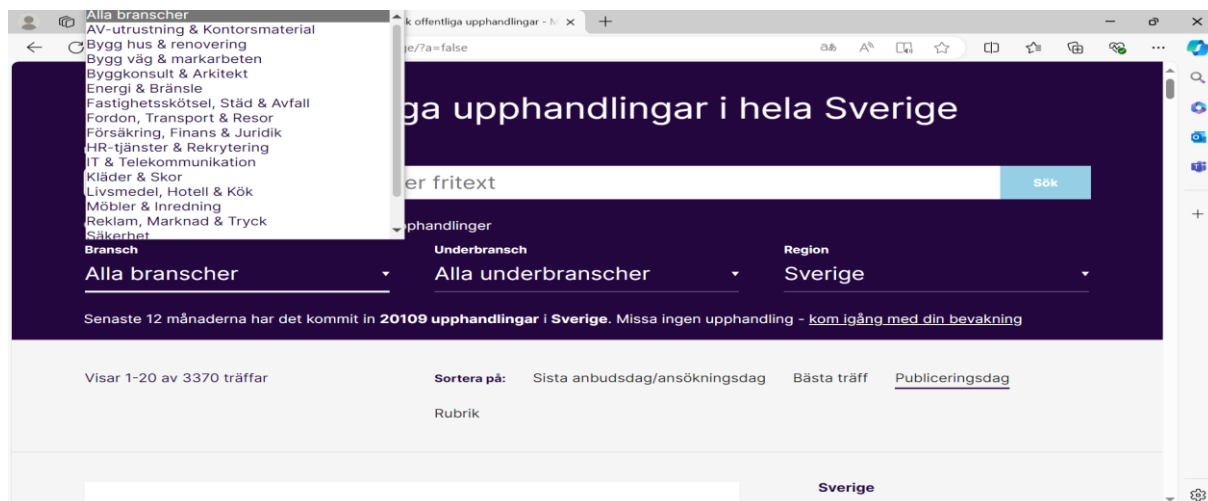 Alla branscher
AV-utrustning & Kontorsmaterial
Bygg hus & renovering
Bygg väg & markarbeten
Byggkonsult & Arkitekt
Energi & Bränsle
Fastighetsskötsel, Städ & Avfall
Fordon, Transport & Resor
Försäkring, Finans & Juridik
HR-tjänster & Rekrytering
IT & Telekommunikation
Kläder & Skor
Livsmedel, Hotell & Kök
Möbler & Inredning
Reklam, Marknad & Tryck
Säkerhet
k offentliga upphandlingar -
e/?a=false
ga upphandlingar i hela Sverige
er fritext
Sök
phandlinger
Bransch
Alla branscher
Underbransch
Alla underbranscher
Region
Sverige
Senaste 12 månaderna har det kommit in 20109 upphandlingar i Sverige. Missa ingen upphandling - kom igång med din bevakning
Visar 1-20 av 3370 träffar
Sortera på: Sista anbudsdag/ansökningsdag Bästa träff Publiceringsdag
Rubrik
Sverige